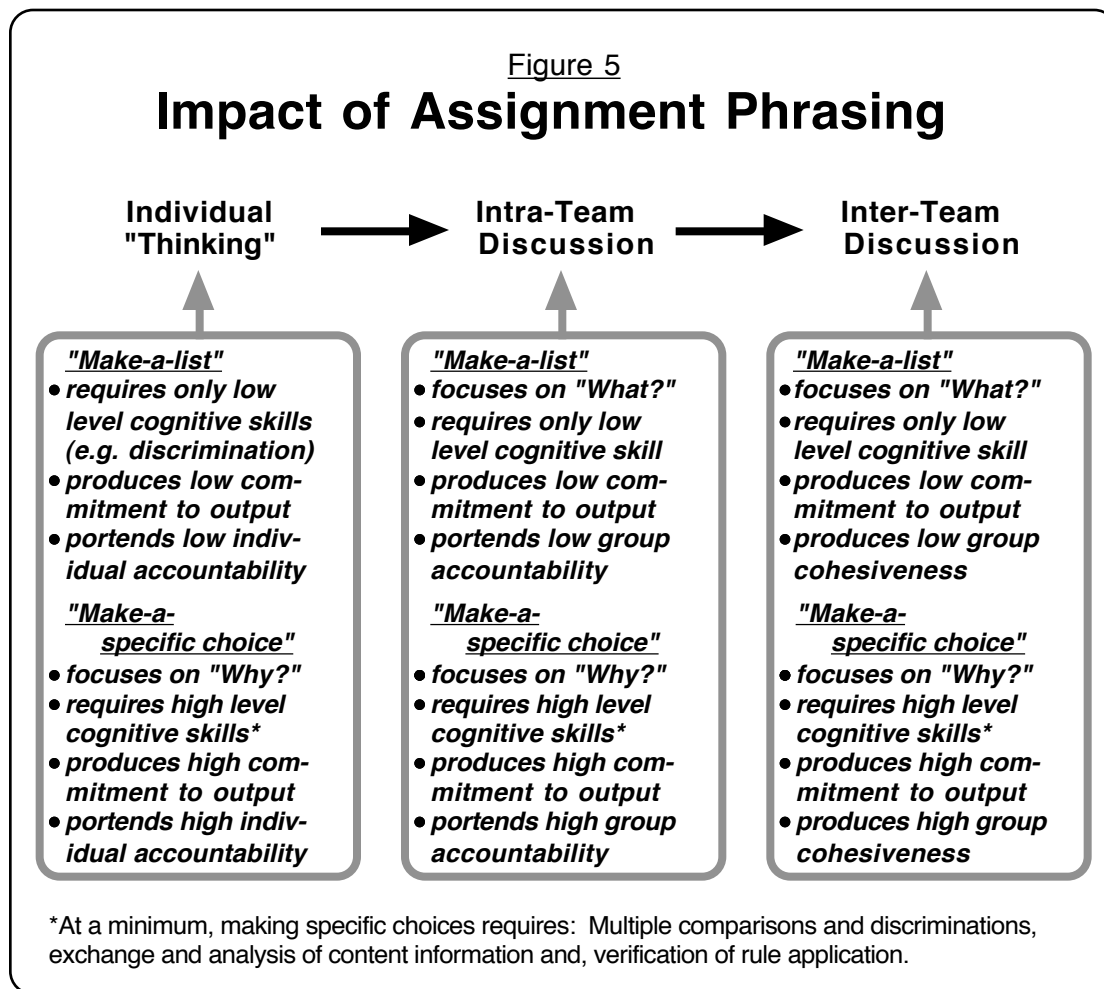 Figure 5
Impact of Assignment Phrasing
Individual
"Thinking"
Intra-Team
Discussion
Inter-Team
Discussion
"Make-a-list"
• requires only low
level cognitive skills
(e.g. discrimination)
• produces low com-
mitment to output
• portends low indiv-
idual accountability
"Make-a-
specific choice"
• focuses on "Why?"
• requires high level
cognitive skills*
• produces high com-
mitment to output
• portends high indiv-
idual accountability
"Make-a-list"
• focuses on "What?"
• requires only low
level cognitive skill
• produces low com-
mitment to output
• portends low group
accountability
"Make-a-
specific choice"
• focuses on "Why?"
• requires high level
cognitive skills*
• produces high com-
mitment to output
• portends high group
accountability
"Make-a-list"
• focuses on "What?"
• requires only low
level cognitive skill
• produces low com-
mitment to output
• produces low group
cohesiveness
"Make-a-
specific choice"
• focuses on "Why?"
• requires high level
cognitive skills*
• produces high com-
mitment to output
• produces high group
cohesiveness
*At a minimum, making specific choices requires:  Multiple comparisons and discriminations,
exchange and analysis of content information and, verification of rule application.